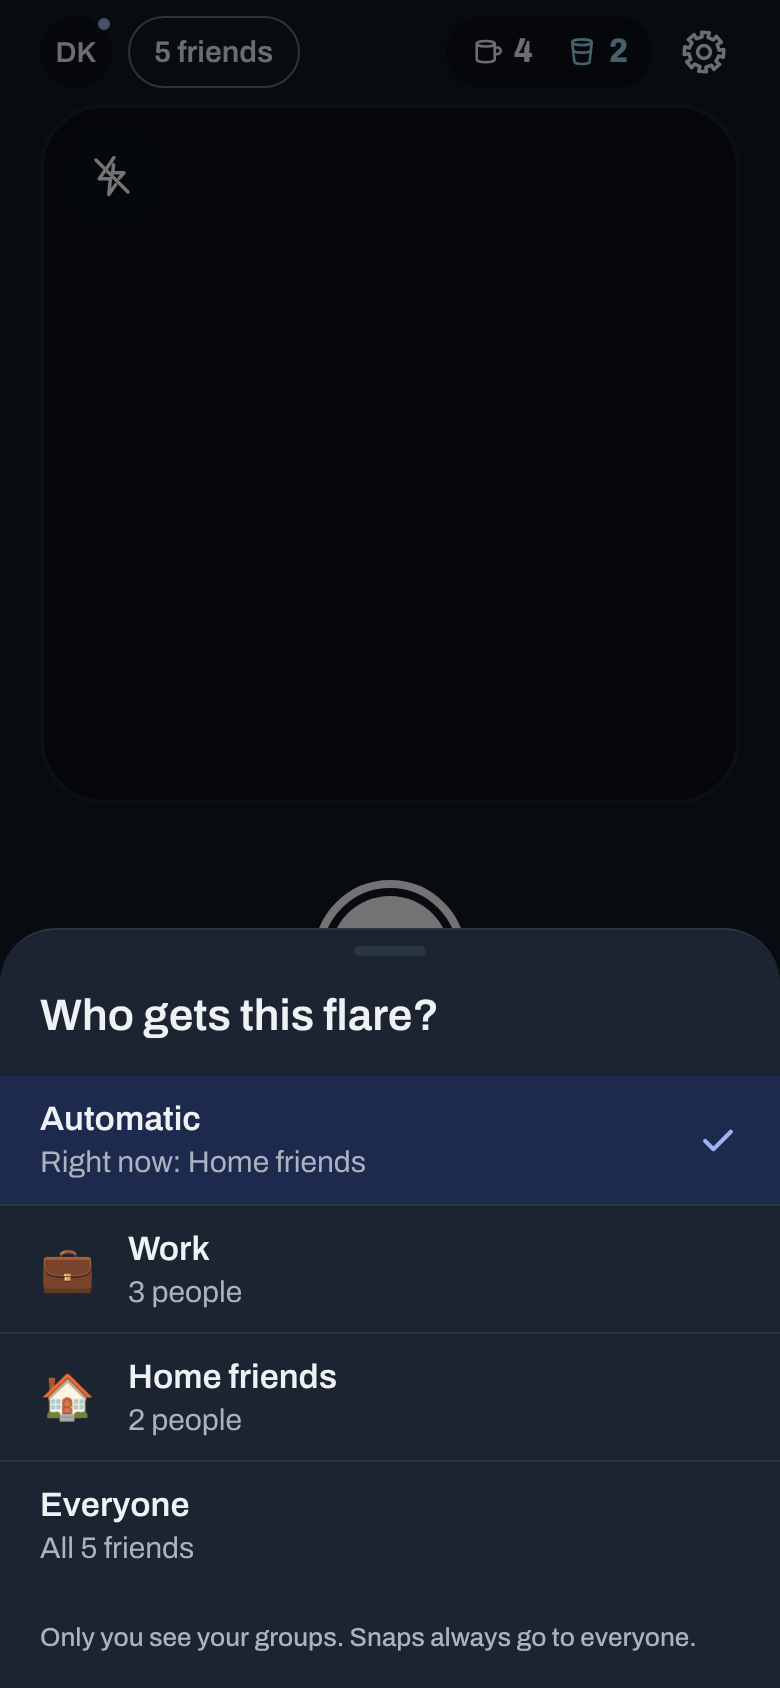 DK
5 friends
4
2
Who gets this flare?
Automatic
Right now: Home friends
Work
3 people
Home friends
2 people
Everyone
All 5 friends
Only you see your groups. Snaps always go to everyone.